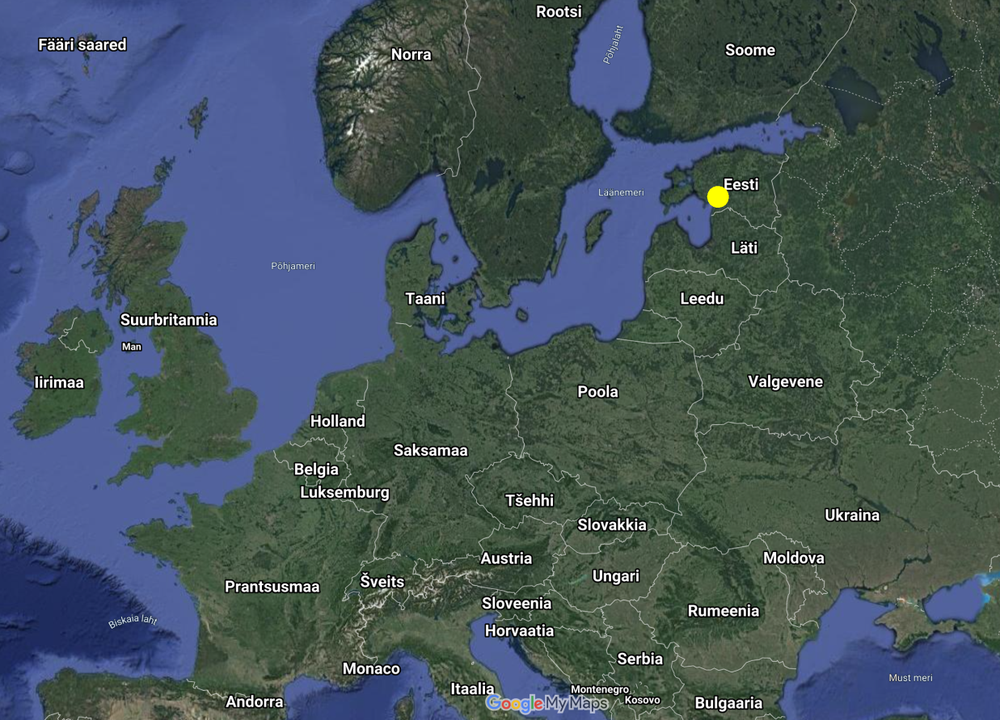 Rootsi
Fääri saared
Norra
Põhjalaht
Soome
Eesti
Läänemeri
Läti
Põhjameri
Taani
Leedu
Suurbritannia
Man
Iirimaa
Valgevene
Poola
Holland
Saksamaa
Belgia
Luksemburg
Tšehhi
Ukraina
Slovakkia
Austria
Moldova
Ungari
Šveits
Prantsusmaa
Sloveenia
Rumeenia
Biskaia laht
Horvaatia
Serbia
Monaco
Must meri
Itaalia
Montenegro
Kosovo
Andorra
Google My Maps
Bulgaaria